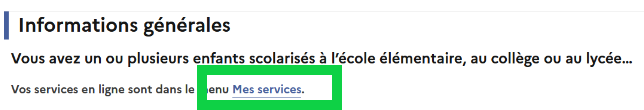 Informations générales
Vous avez un ou plusieurs enfants scolarisés à l'école élémentaire, au collège ou au lycée...
Vos services en ligne sont dans le menu Mes services.